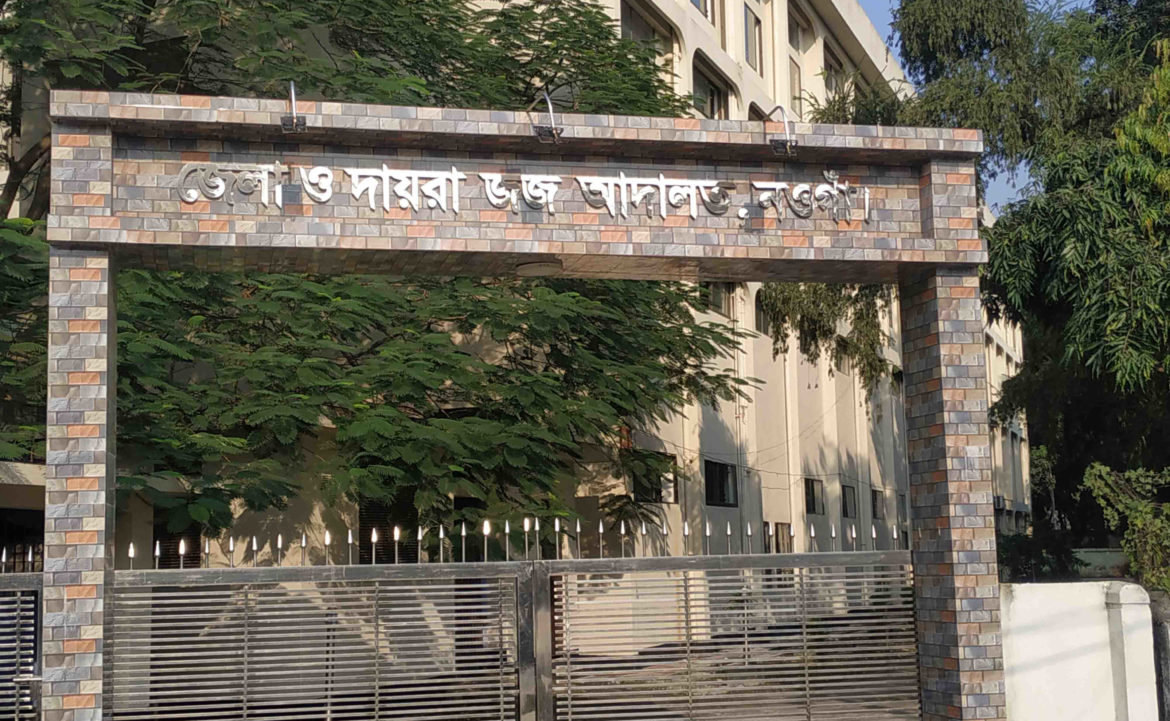 জেলা ও দায়রা জজ আদালত, নওগাঁ।